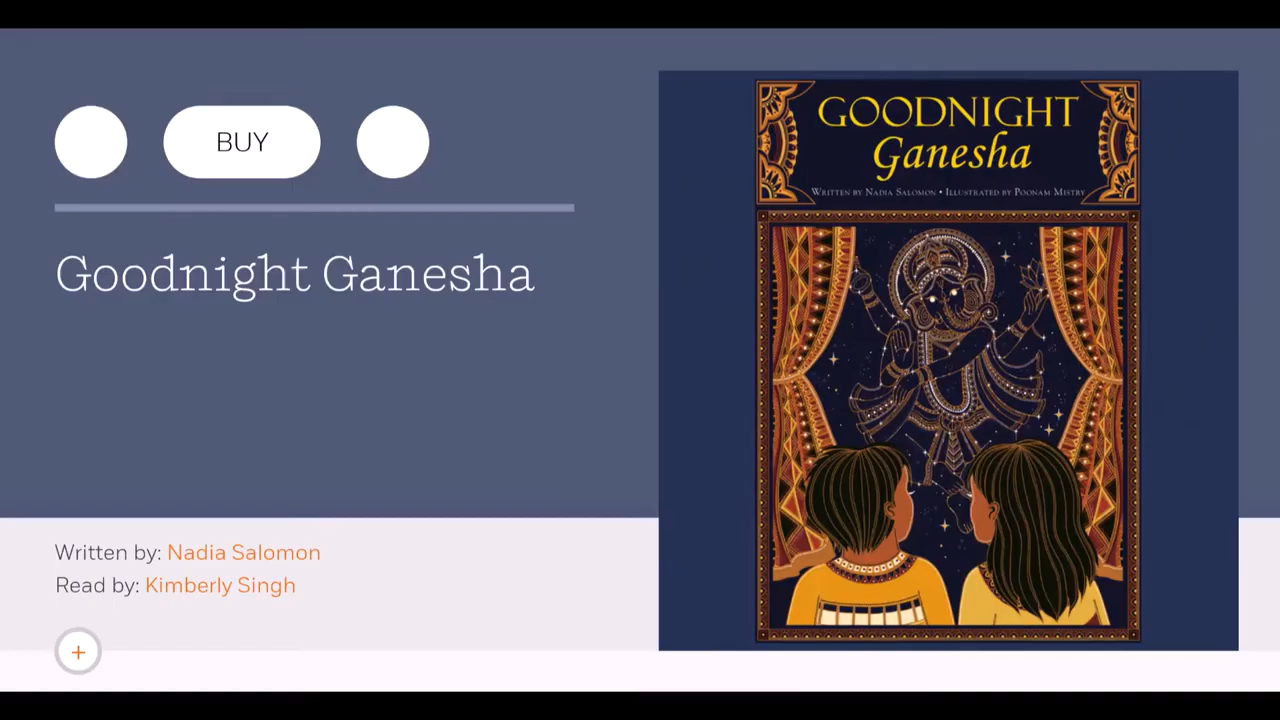 BUY
Goodnight Ganesha
Written by: Nadia Salomon
Read by: Kimberly Singh
+
GOODNIGHT
Ganesha
WRITTEN BY NADIA SALOMON • ILLUSTRATED BY POONAM MISTRY